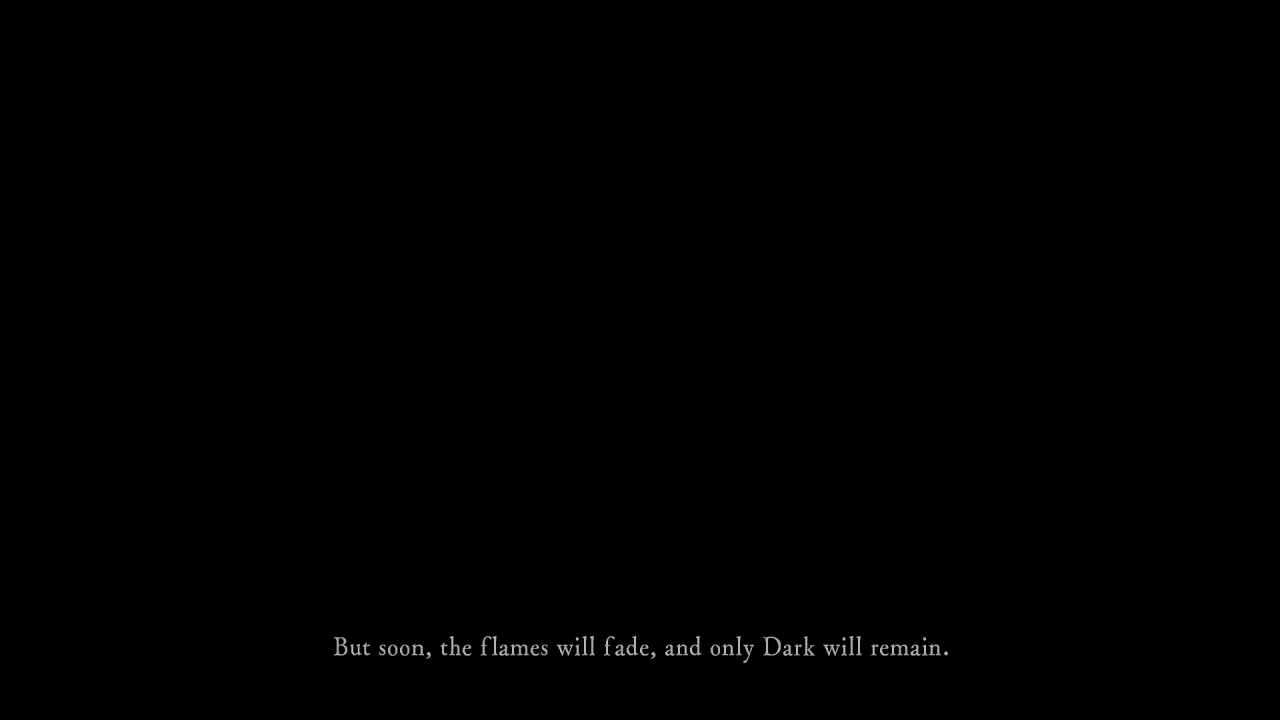 But soon, the flames will fade, and only Dark will remain.